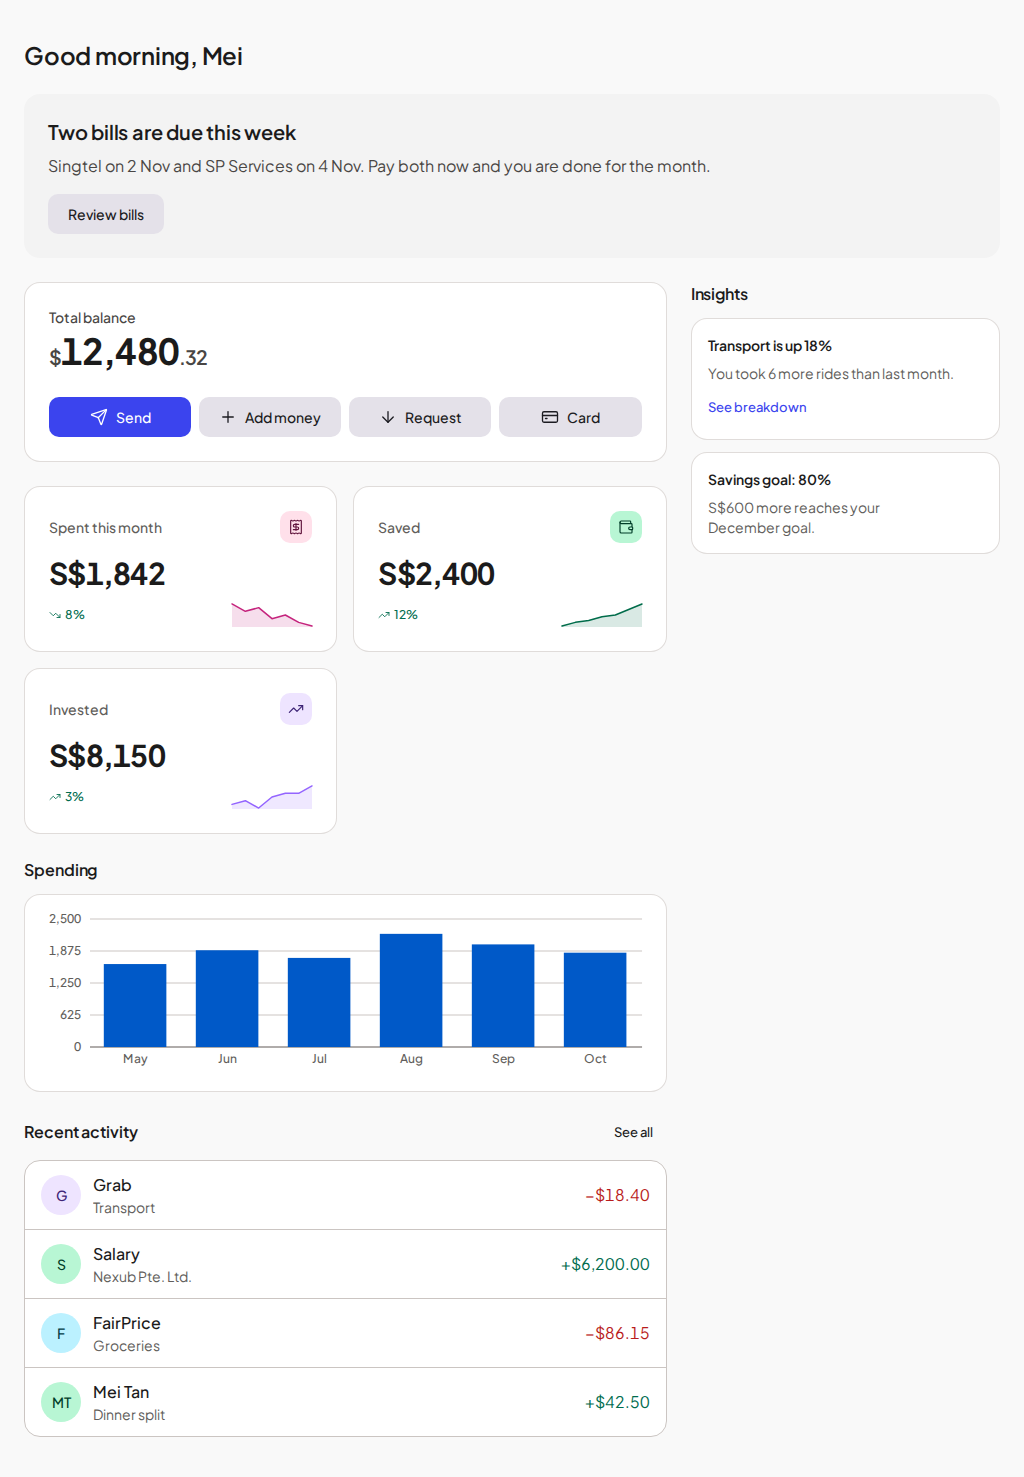 Good morning, Mei
Two bills are due this week
Singtel on 2 Nov and SP Services on 4 Nov. Pay both now and you are done for the month.
Review bills
Total balance
$12,480.32
Send
Add money
Request
Card
Insights
Transport is up 18%
You took 6 more rides than last month.
See breakdown
Savings goal: 80%
S$600 more reaches your
December goal.
Spent this month
S$1,842
8%
Saved
S$2,400
12%
Invested
S$8,150
3%
Spending
2,500
1,875
1,250
625
0
May
Jun
Jul
Aug
Sep
Oct
Recent activity
See all
G
Grab
Transport
−$18.40
S
Salary
Nexub Pte. Ltd.
+$6,200.00
F
FairPrice
Groceries
−$86.15
MT
Mei Tan
Dinner split
+$42.50